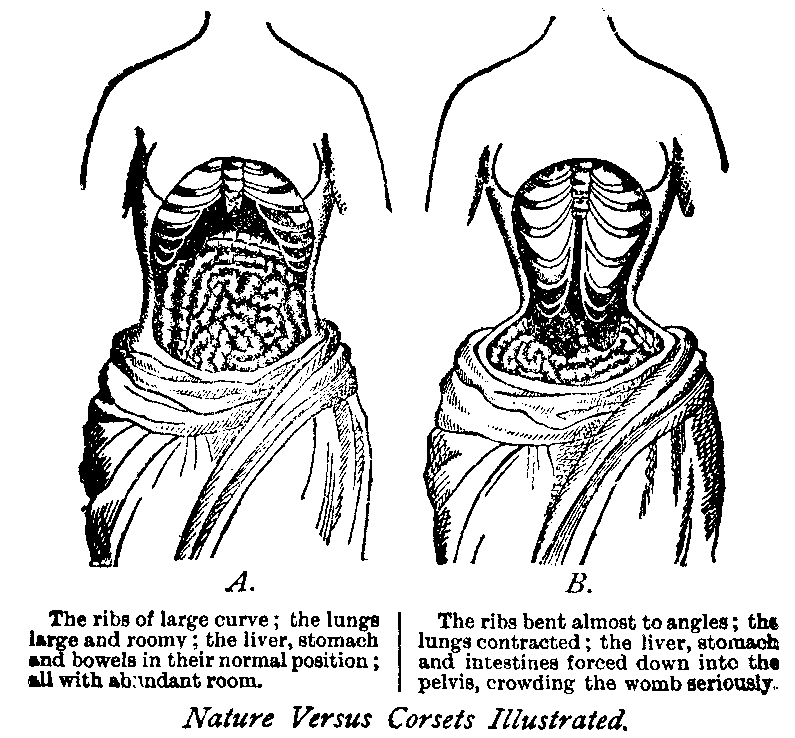 A.
The ribs of large curve; the lungs
large and roomy; the liver, stomach
and bowels in their normal position;
all with abundant room.
B.
The ribs bent almost to angles; the
lungs contracted; the liver, stomach
and intestines forced down into the
pelvis, crowding the womb seriously.
Nature Versus Corsets Illustrated.